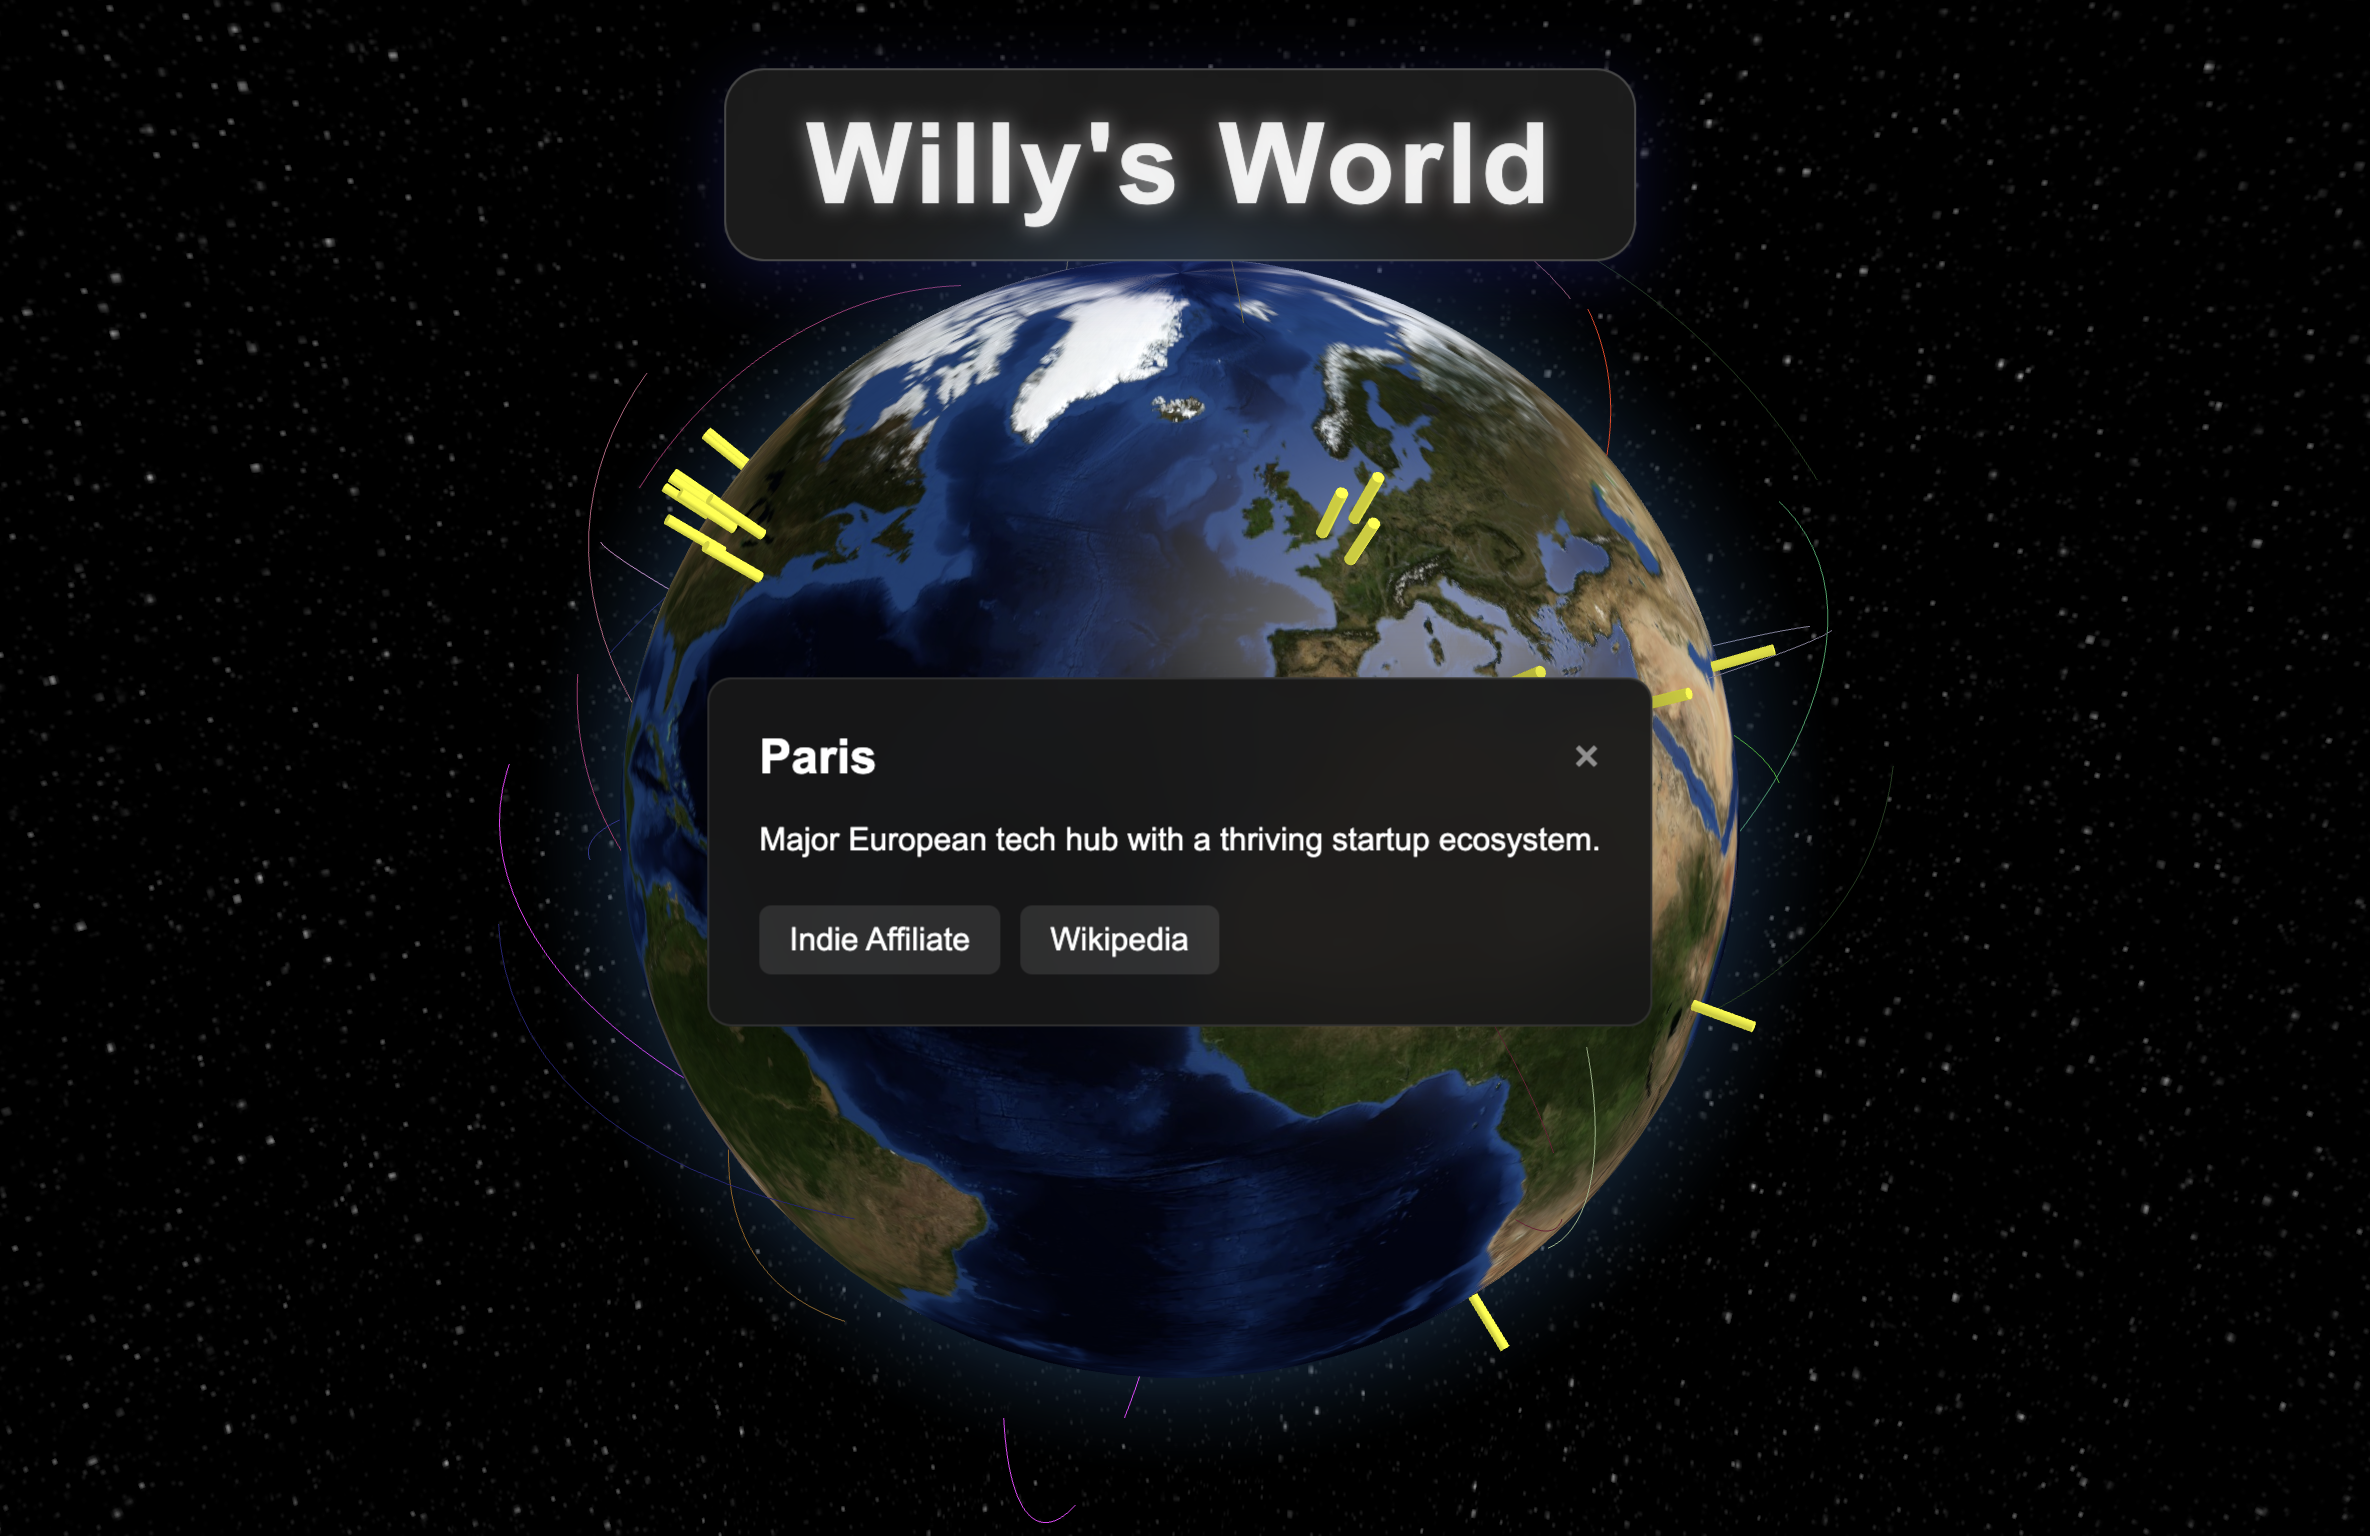 Willy's World
Paris
×
Major European tech hub with a thriving startup ecosystem.
Indie Affiliate
Wikipedia